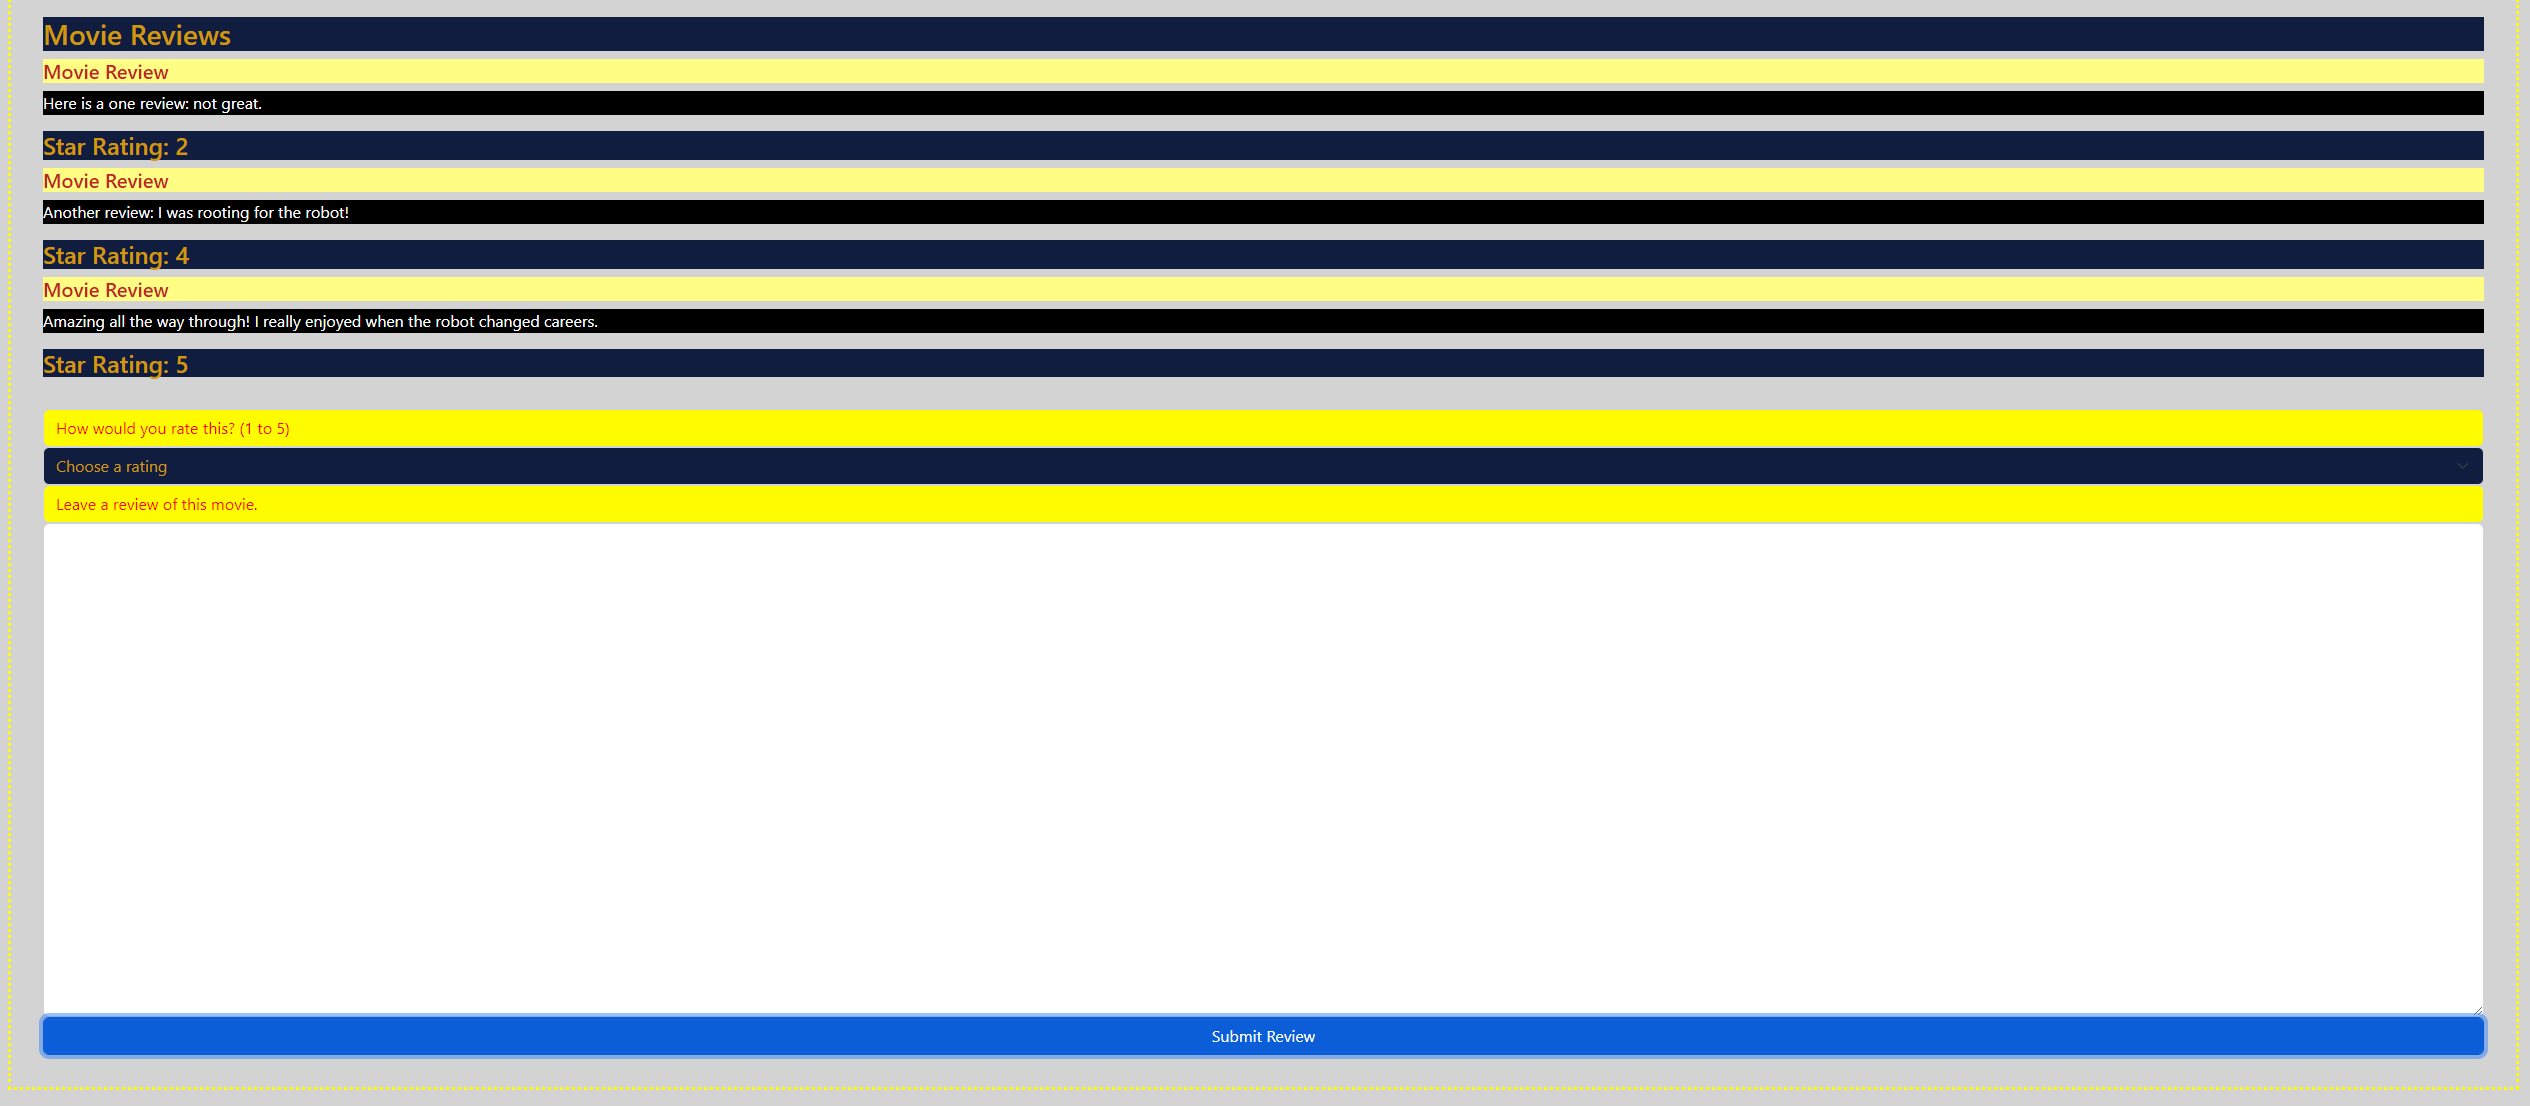 Movie Reviews
Movie Review
Here is a one review: not great.
Star Rating: 2
Movie Review
Another review: I was rooting for the robot!
Star Rating: 4
Movie Review
Amazing all the way through! I really enjoyed when the robot changed careers.
Star Rating: 5
How would you rate this? (1 to 5)
Choose a rating
Leave a review of this movie.
Submit Review